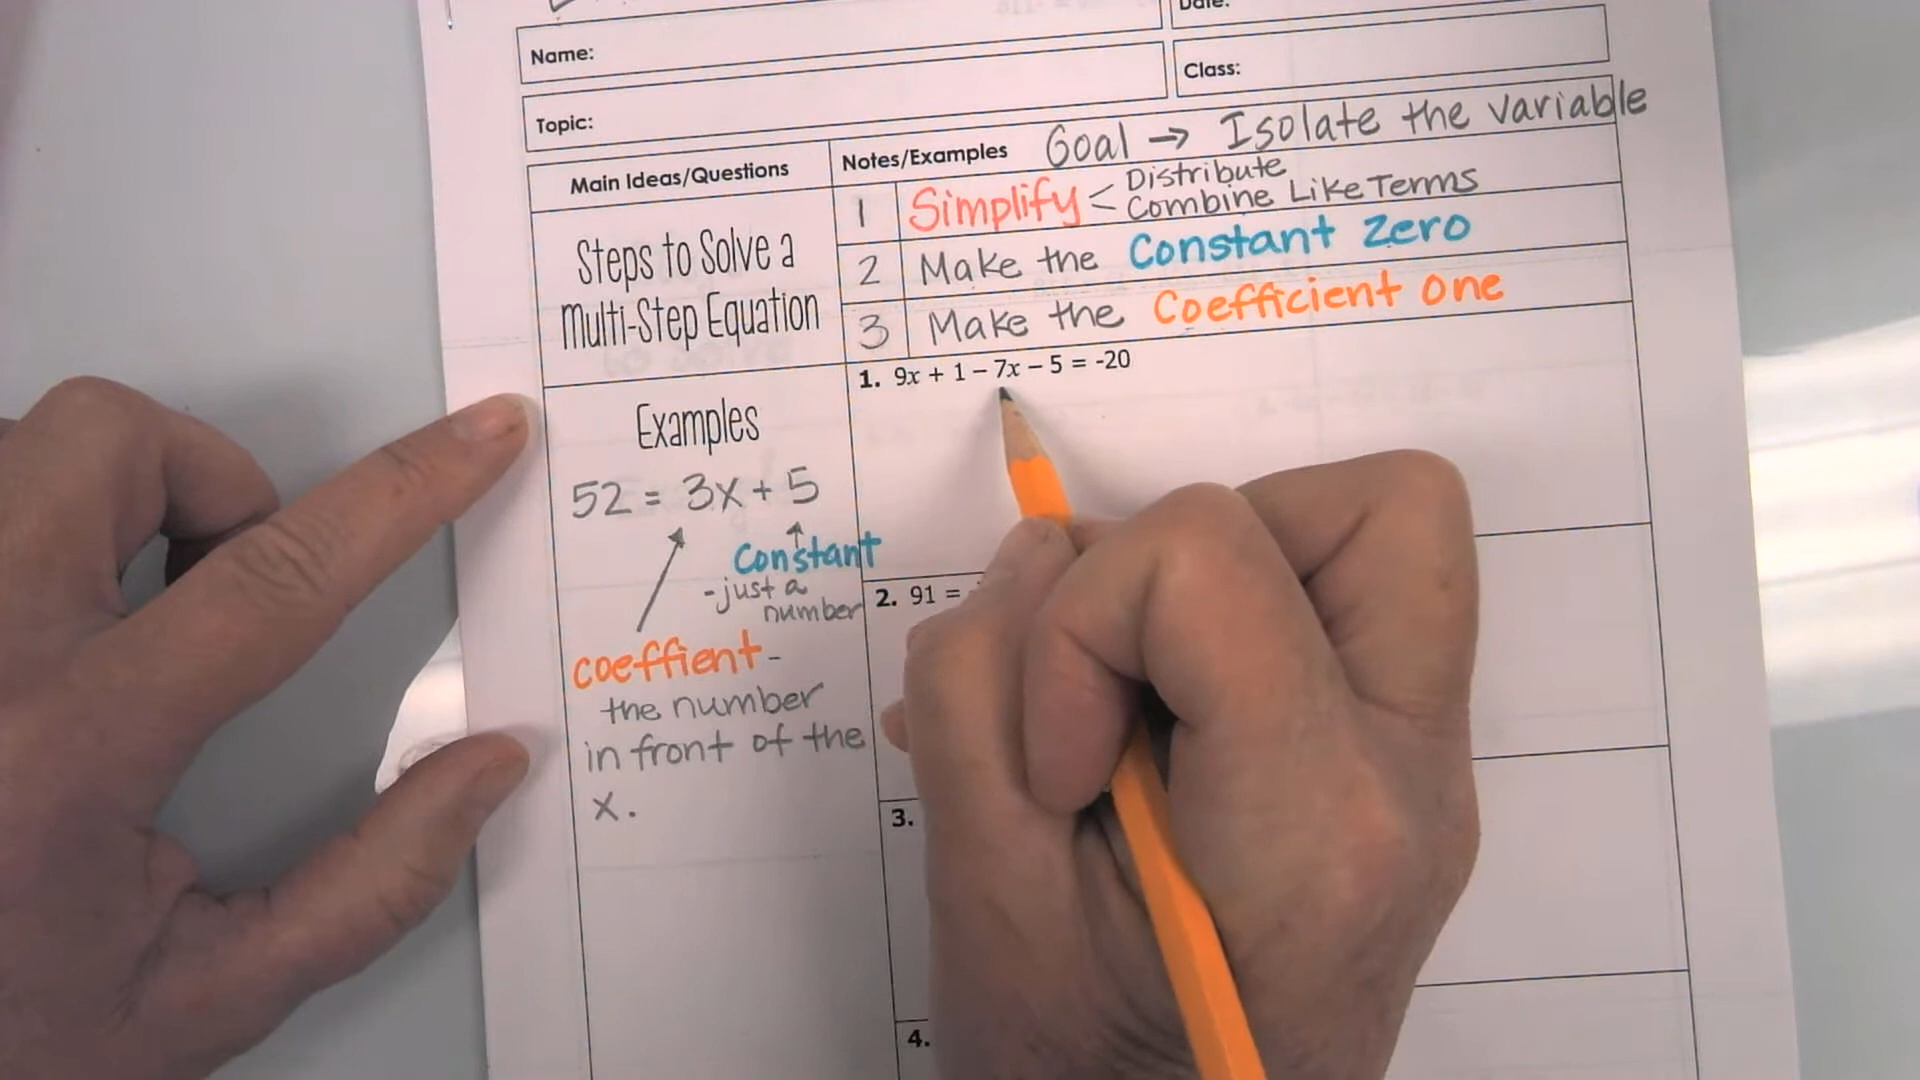 Name:
Date:
Topic:
Class:
Main Ideas/Questions
Notes/Examples
Goal → Isolate the variable
Steps to Solve a
Multi-Step Equation
1 Simplify < Distribute
Combine Like Terms
2 Make the Constant Zero
3 Make the Coefficient One
Examples
52 = 3x + 5
Constant
- just a
number
coeffient -
the number
in front of the
x.
1. 9x + 1 – 7x – 5 = -20
2. 91 =
3.
4.